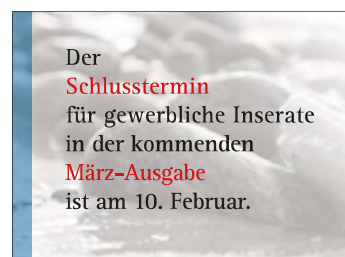 Der
Schlusstermin
für gewerbliche Inserate
in der kommenden
März-Ausgabe
ist am 10. Februar.